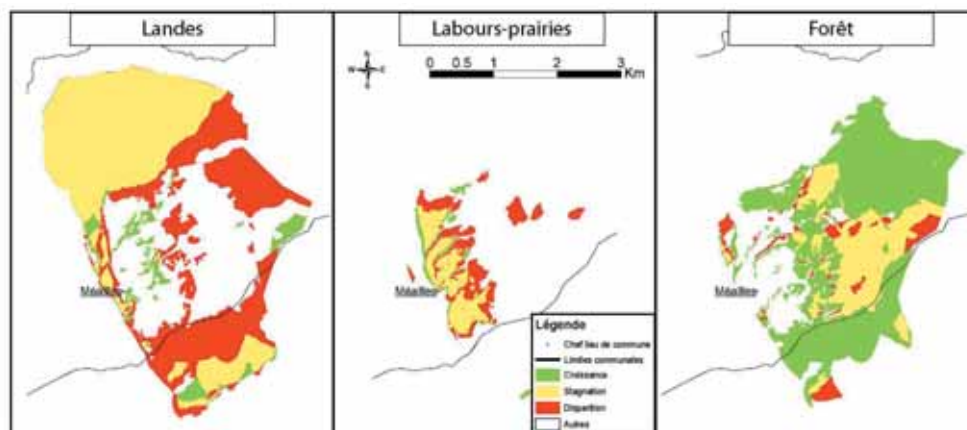 Landes
Labours-prairies
Forêt
N
W E
S
0 0.5 1 2 3
Km
Méailles
Méailles
Méailles
Légende
Chef lieu de commune
Limites communales
Croissance
Stagnation
Disparition
Autres